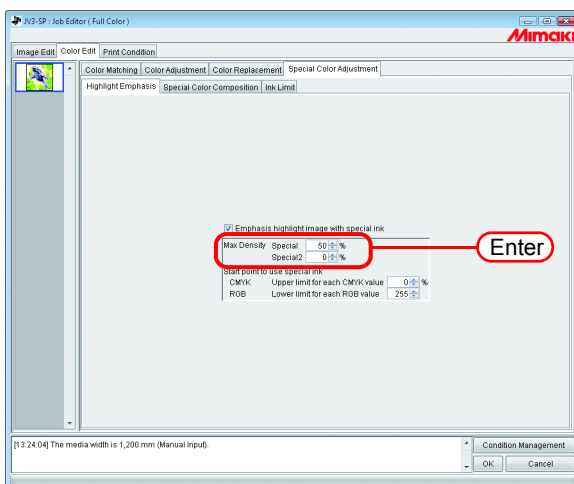 JV3-SP : Job Editor ( Full Color )
Mimaki
Image Edit Color Edit Print Condition
Color Matching Color Adjustment Color Replacement Special Color Adjustment
Highlight Emphasis Special Color Composition Ink Limit
Emphasis highlight image with special ink
Max Density Special 50 %
Special2 0 %
Enter
Start point to use special ink
CMYK Upper limit for each CMYK value 0 %
RGB Lower limit for each RGB value 255
[13:24:04] The media width is 1,200 mm (Manual Input).
Condition Management
OK Cancel